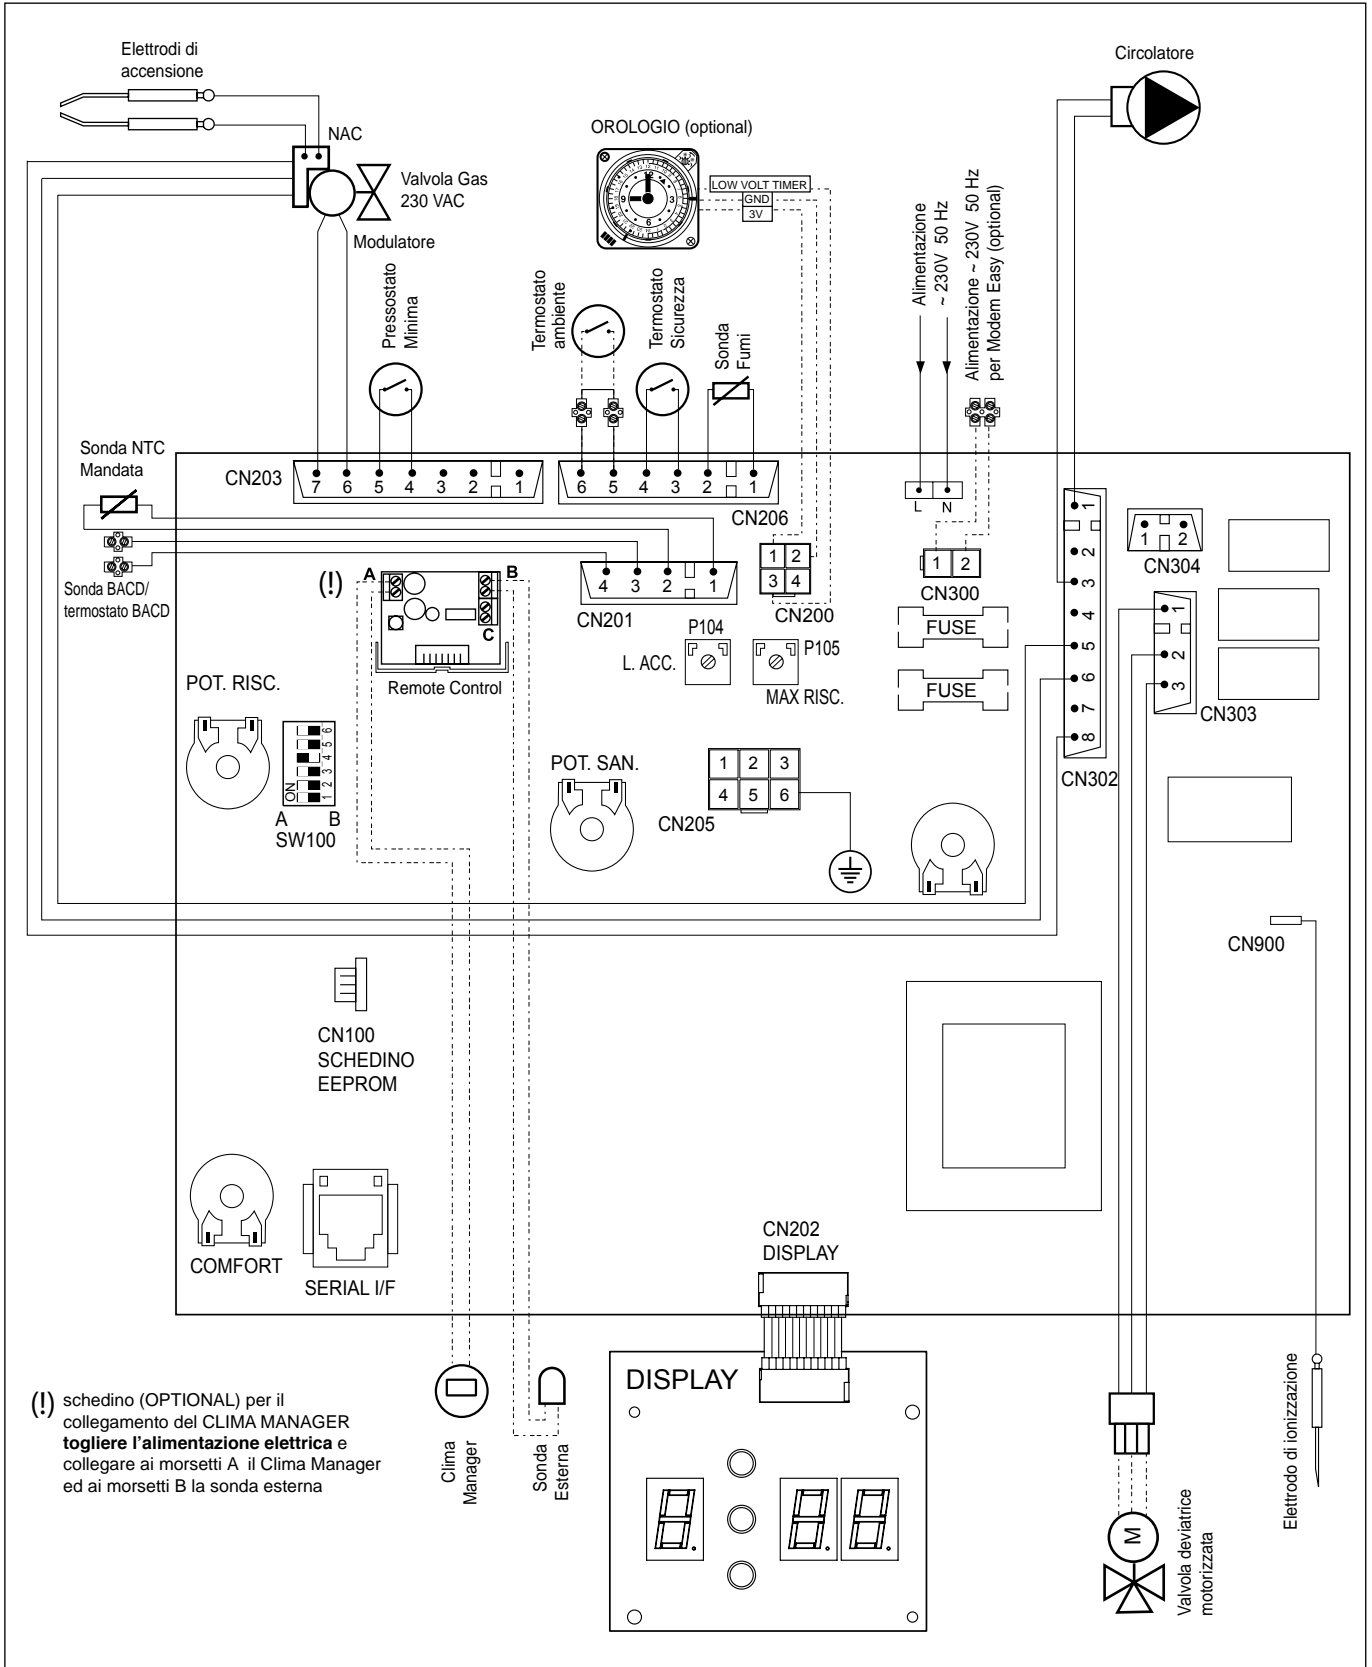 Elettrodi di
accensione
NAC
Valvola Gas
230 VAC
Modulatore
Pressostato
Minima
OROLOGIO (optional)
12
9
3
6
LOW VOLT TIMER
GND
3V
Termostato
ambiente
Termostato
Sicurezza
Sonda
Fumi
Alimentazione
~ 230V 50 Hz
Alimentazione ~ 230V 50 Hz
per Modem Easy (optional)
Circolatore
Sonda NTC
Mandata
CN203
7 6 5 4 3 2 1
6 5 4 3 2 1
CN206
L N
1 2
CN300
1 2 3 4 5 6 7 8
CN302
1 2
CN304
1 2 3
CN303
Sonda BACD/
termostato BACD
(!)
A
B
C
Remote Control
4 3 2 1
CN201
1 2
3 4
CN200
P104
L. ACC.
P105
MAX RISC.
FUSE
FUSE
POT. RISC.
ON
1 2 3 4 5 6
A B
SW100
POT. SAN.
1 2 3
4 5 6
CN205
CN900
CN100
SCHEDINO
EEPROM
COMFORT
SERIAL I/F
CN202
DISPLAY
DISPLAY
(!) schedino (OPTIONAL) per il
collegamento del CLIMA MANAGER
togliere l'alimentazione elettrica e
collegare ai morsetti A il Clima Manager
ed ai morsetti B la sonda esterna
Clima
Manager
Sonda
Esterna
8. 8. 8.
M
Valvola deviatrice
motorizzata
Elettrodo di ionizzazione